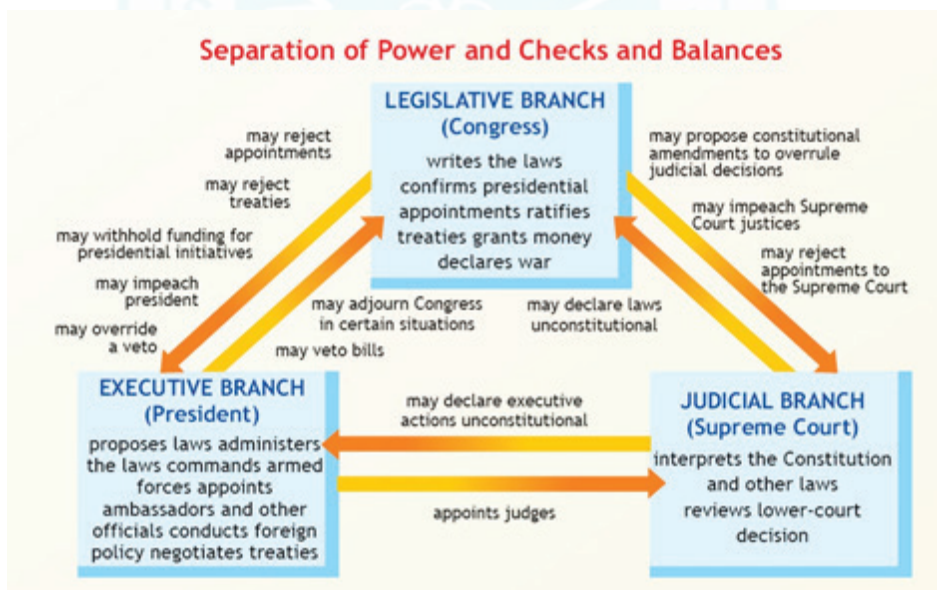 Separation of Power and Checks and Balances
LEGISLATIVE BRANCH
(Congress)
writes the laws
confirms presidential
appointments ratifies
treaties grants money
declares war
may reject
appointments
may reject
treaties
may withhold funding for
presidential initiatives
may impeach
president
may override
a veto
may adjourn Congress
in certain situations
may veto bills
may propose constitutional
amendments to overrule
judicial decisions
may impeach Supreme
Court justices
may reject
appointments to
the Supreme Court
may declare laws
unconstitutional
EXECUTIVE BRANCH
(President)
proposes laws administers
the laws commands armed
forces appoints
ambassadors and other
officials conducts foreign
policy negotiates treaties
may declare executive
actions unconstitutional
appoints judges
JUDICIAL BRANCH
(Supreme Court)
interprets the Constitution
and other laws
reviews lower-court
decision